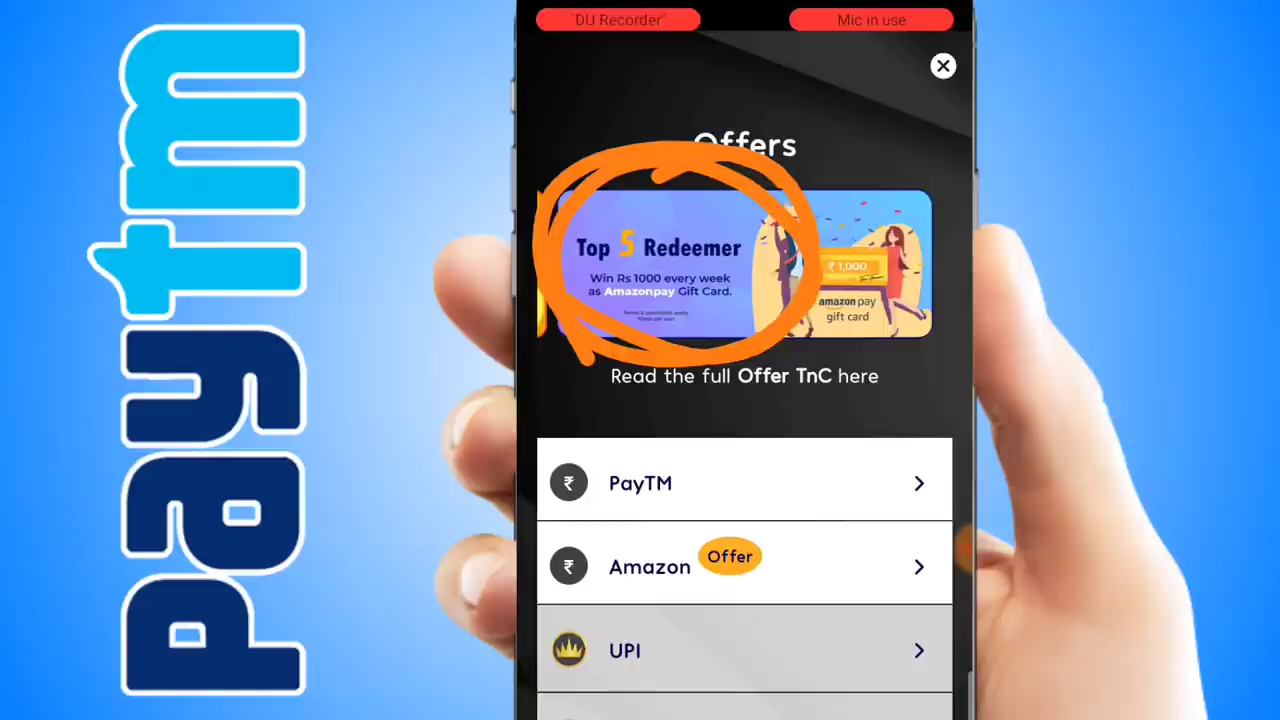 paytm
DU Recorder
Mic in use
Offers
Top 5 Redeemer
Win Rs 1000 every week
as Amazonpay Gift Card.
₹ 1,000
amazon pay
gift card
Read the full Offer TnC here
₹ PayTM
₹ Amazon Offer
UPI